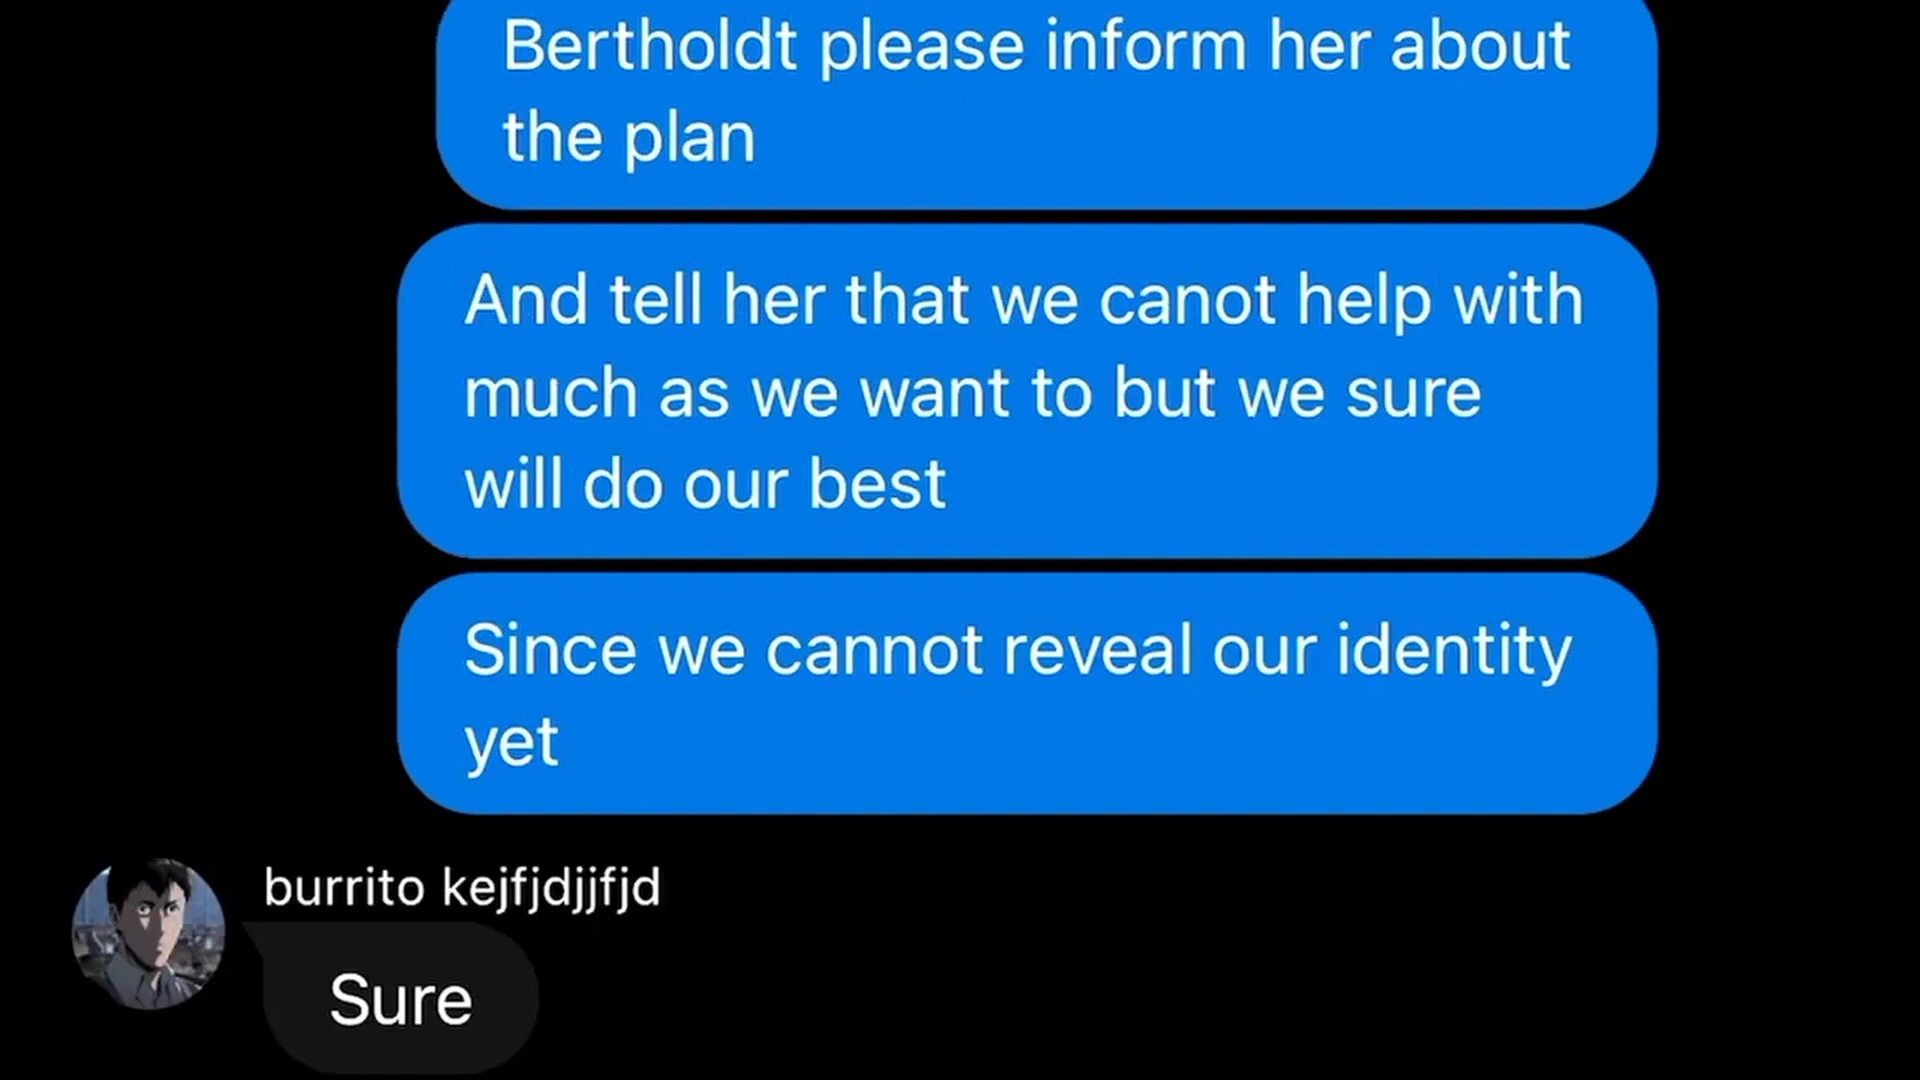 Bertholdt please inform her about
the plan
And tell her that we canot help with
much as we want to but we sure
will do our best
Since we cannot reveal our identity
yet
burrito kejfjdjjfjd
Sure